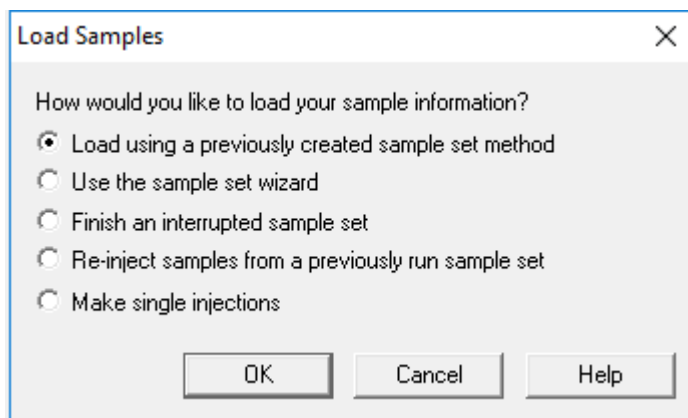 Load Samples
How would you like to load your sample information?
Load using a previously created sample set method
Use the sample set wizard
Finish an interrupted sample set
Re-inject samples from a previously run sample set
Make single injections
OK Cancel Help